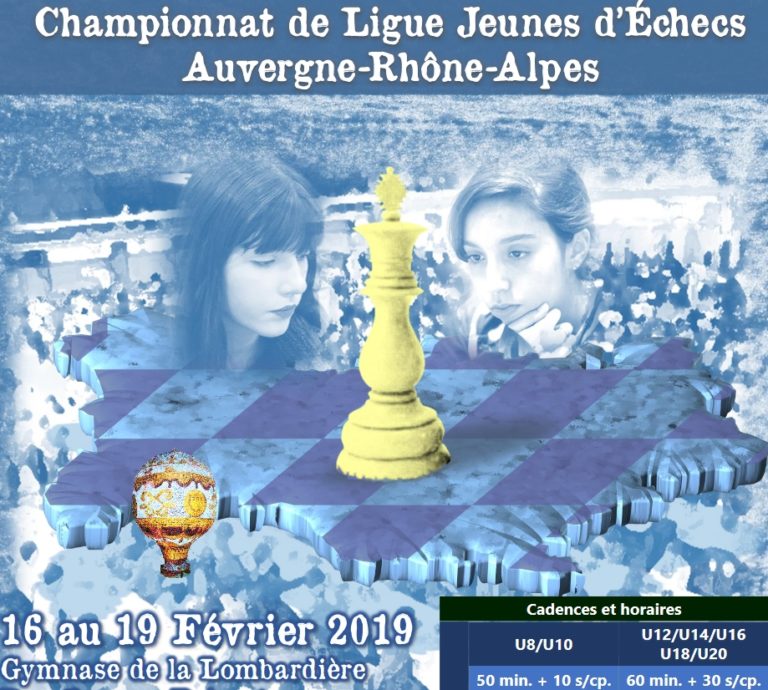 Championnat de Ligue Jeunes d'Échecs
Auvergne-Rhône-Alpes
16 au 19 Février 2019
Gymnase de la Lombardière
Cadences et horaires
U8/U10
U12/U14/U16
U18/U20
50 min. + 10 s/cp.
60 min. + 30 s/cp.